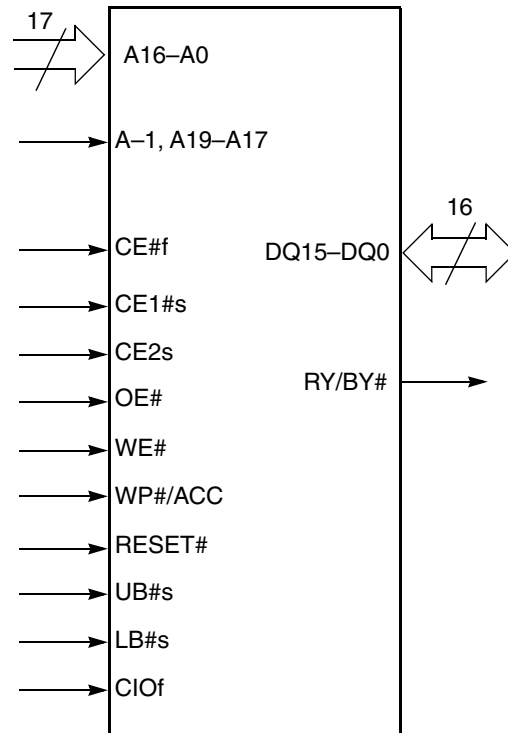 17
A16–A0
A–1, A19–A17
16
CE#f
DQ15–DQ0
CE1#s
CE2s
RY/BY#
OE#
WE#
WP#/ACC
RESET#
UB#s
LB#s
CIOf